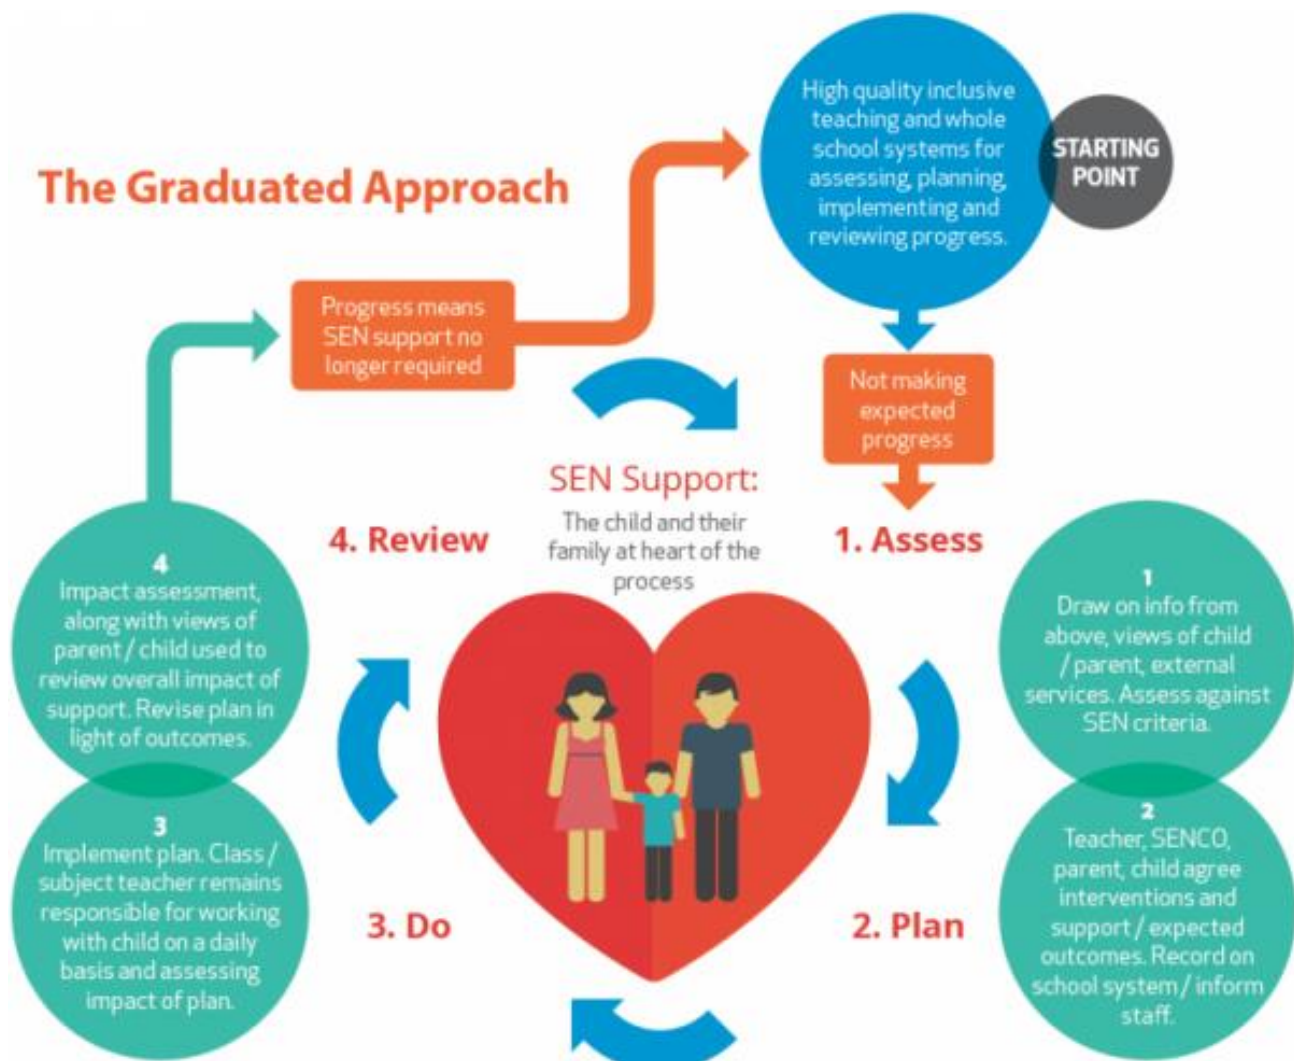 The Graduated Approach
High quality inclusive
teaching and whole
school systems for
assessing, planning,
implementing and
reviewing progress.
STARTING
POINT
Progress means
SEN support no
longer required
Not making
expected
progress
SEN Support:
The child and their
family at heart of the
process
4. Review
1. Assess
4
Impact assessment,
along with views of
parent / child used to
review overall impact of
support. Revise plan in
light of outcomes.
1
Draw on info from
above, views of child
/ parent, external
services. Assess against
SEN criteria.
3
Implement plan. Class /
subject teacher remains
responsible for working
with child on a daily
basis and assessing
impact of plan.
3. Do
2. Plan
2
Teacher, SENCO,
parent, child agree
interventions and
support / expected
outcomes. Record on
school system / inform
staff.